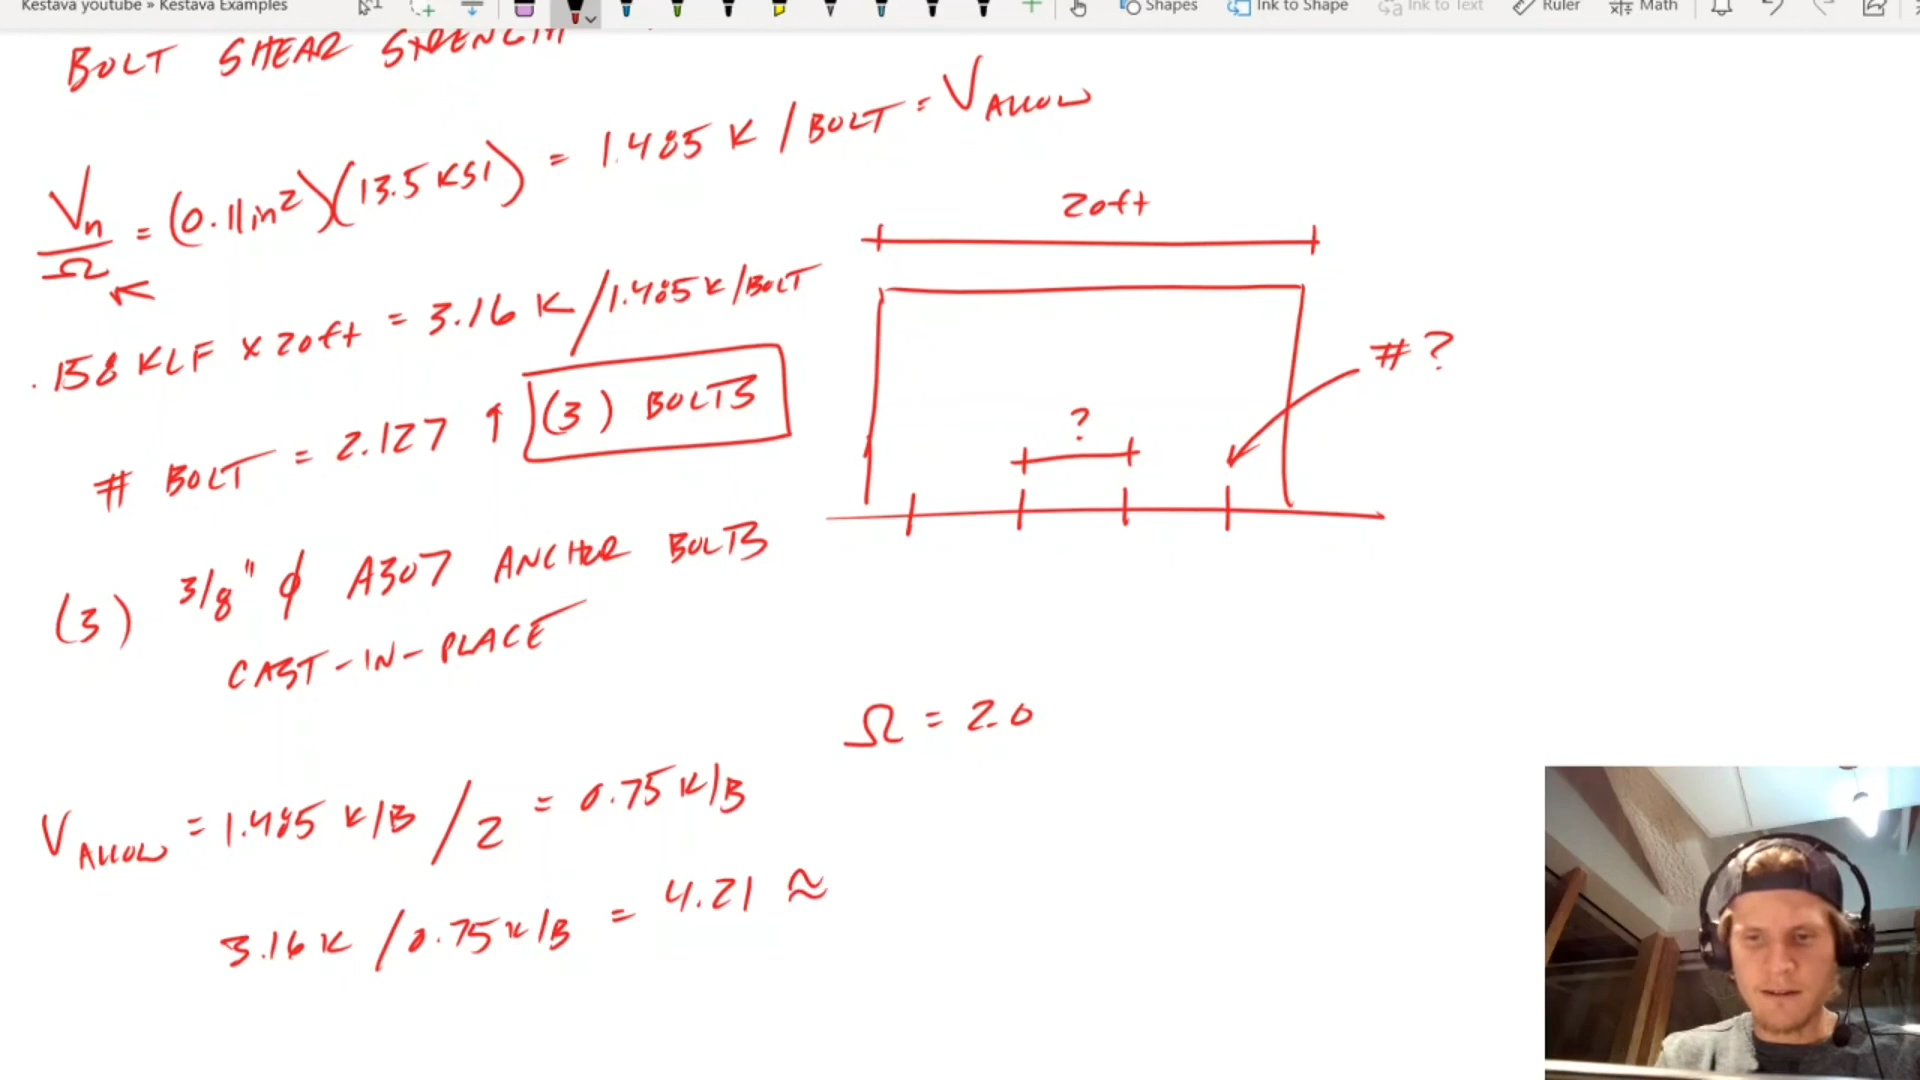 Kestava youtube » Kestava Examples
Shapes
Ink to Shape
Ink to Text
Ruler
Math
BOLT SHEAR STRENGTH
Vn/Ω = (0.11in²)(13.5 KSI) = 1.485 K/BOLT = V ALLOW
20ft
.158 KLF x 20ft = 3.16 K/1.485 K/BOLT
#?
# BOLT = 2.127 ↑ (3) BOLTS
?
(3) 3/8" ϕ A307 ANCHOR BOLTS
CAST-IN-PLACE
Ω = 2.0
V ALLOW = 1.485 K/B / 2 = 0.75 K/B
3.16 K / 0.75 K/B = 4.21 ≈